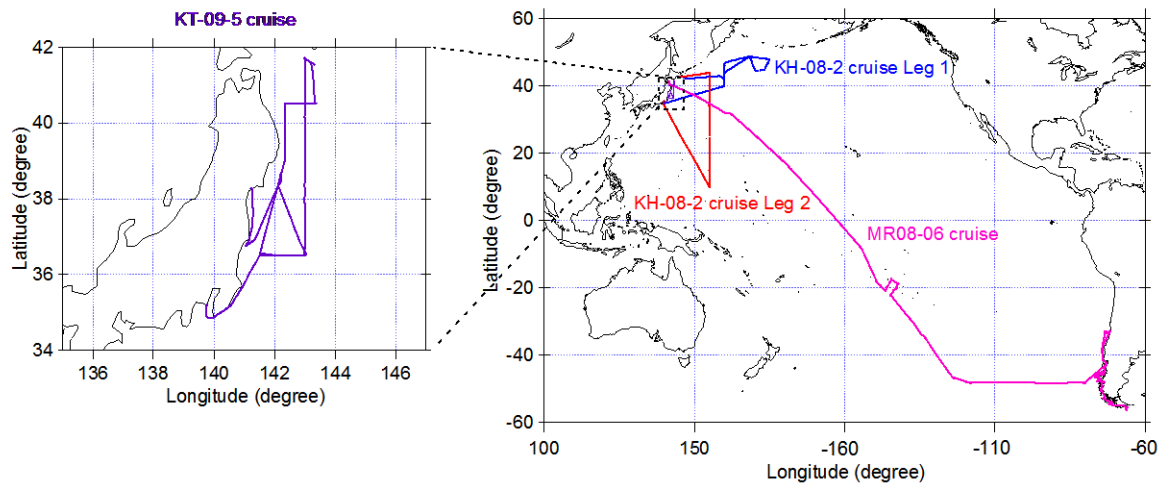 KT-09-5 cruise
42
40
38
36
34
Latitude (degree)
136
138
140
142
144
146
Longitude (degree)
60
40
20
0
-20
-40
-60
Latitude (degree)
KH-08-2 cruise Leg 1
KH-08-2 cruise Leg 2
MR08-06 cruise
100
150
-160
-110
-60
Longitude (degree)